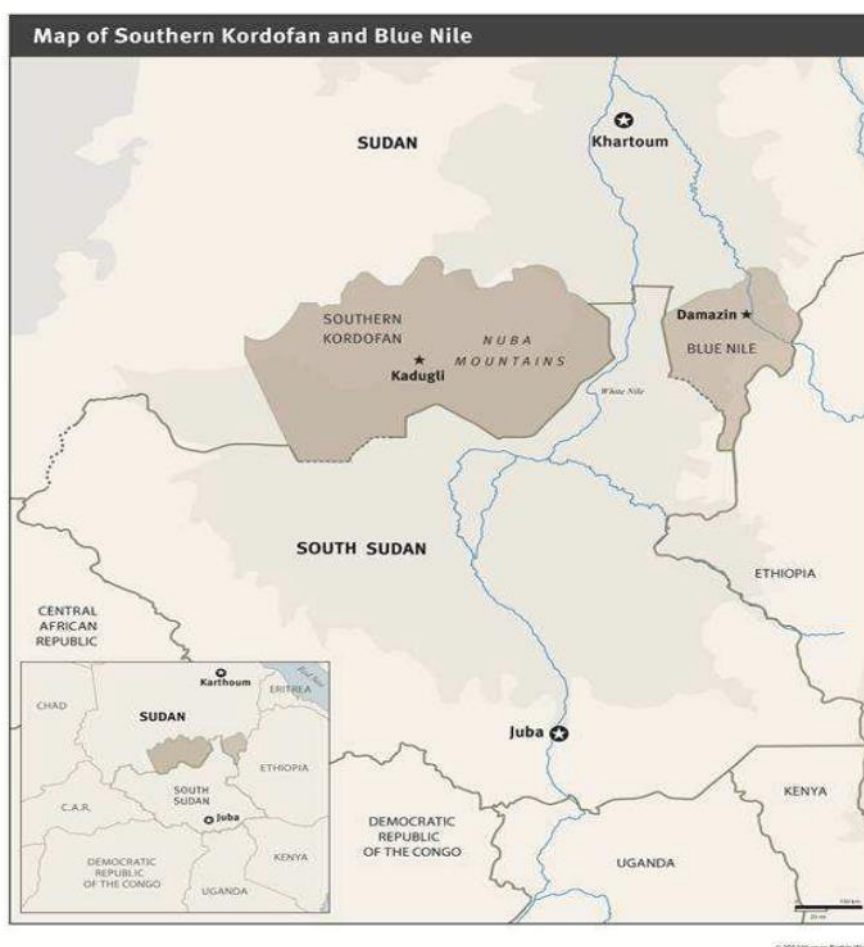 Map of Southern Kordofan and Blue Nile
SUDAN
Khartoum
SOUTHERN
KORDOFAN
NUBA
MOUNTAINS
Kadugli
Damazin
BLUE NILE
White Nile
SOUTH SUDAN
ETHIOPIA
CENTRAL
AFRICAN
REPUBLIC
Juba
DEMOCRATIC
REPUBLIC
OF THE CONGO
UGANDA
KENYA
Karthoum
Red Sea
ERITREA
CHAD
SUDAN
ETHIOPIA
SOUTH
SUDAN
C.A.R.
Juba
KENYA
DEMOCRATIC
REPUBLIC
OF THE CONGO
UGANDA